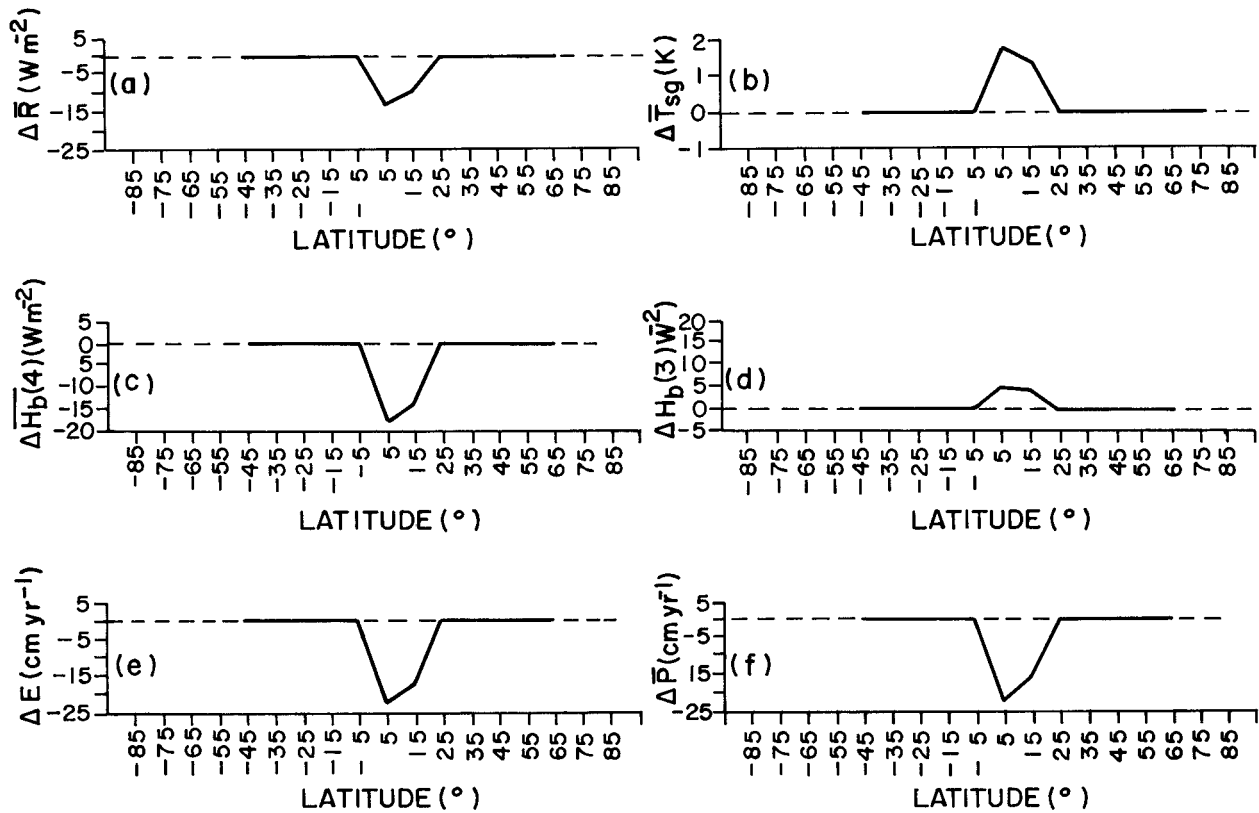 ΔR̅ (Wm̅²)
5
-5
-15
-25
(a)
-85 -75 -65 -55 -45 -35 -25 -15 -5 5 15 25 35 45 55 65 75 85
LATITUDE (°)
ΔT̅sg (K)
2
1
0
-1
(b)
-85 -75 -65 -55 -45 -35 -25 -15 -5 5 15 25 35 45 55 65 75 85
LATITUDE (°)
ΔH̅b̅(4) (Wm̅²)
5
0
-5
-10
-15
-20
(c)
-85 -75 -65 -55 -45 -35 -25 -15 -5 5 15 25 35 45 55 65 75 85
LATITUDE (°)
ΔHb(3) W̅²
20
15
10
5
0
-5
(d)
-85 -75 -65 -55 -45 -35 -25 -15 -5 5 15 25 35 45 55 65 75 85
LATITUDE (°)
ΔE (cm yr⁻¹)
5
-5
-15
-25
(e)
-85 -75 -65 -55 -45 -35 -25 -15 -5 5 15 25 35 45 55 65 75 85
LATITUDE (°)
ΔP̅ (cm yr̅¹)
5
-5
15
-25
(f)
-85 -75 -65 -55 -45 -35 -25 -15 -5 5 15 25 35 45 55 65 75 85
LATITUDE (°)